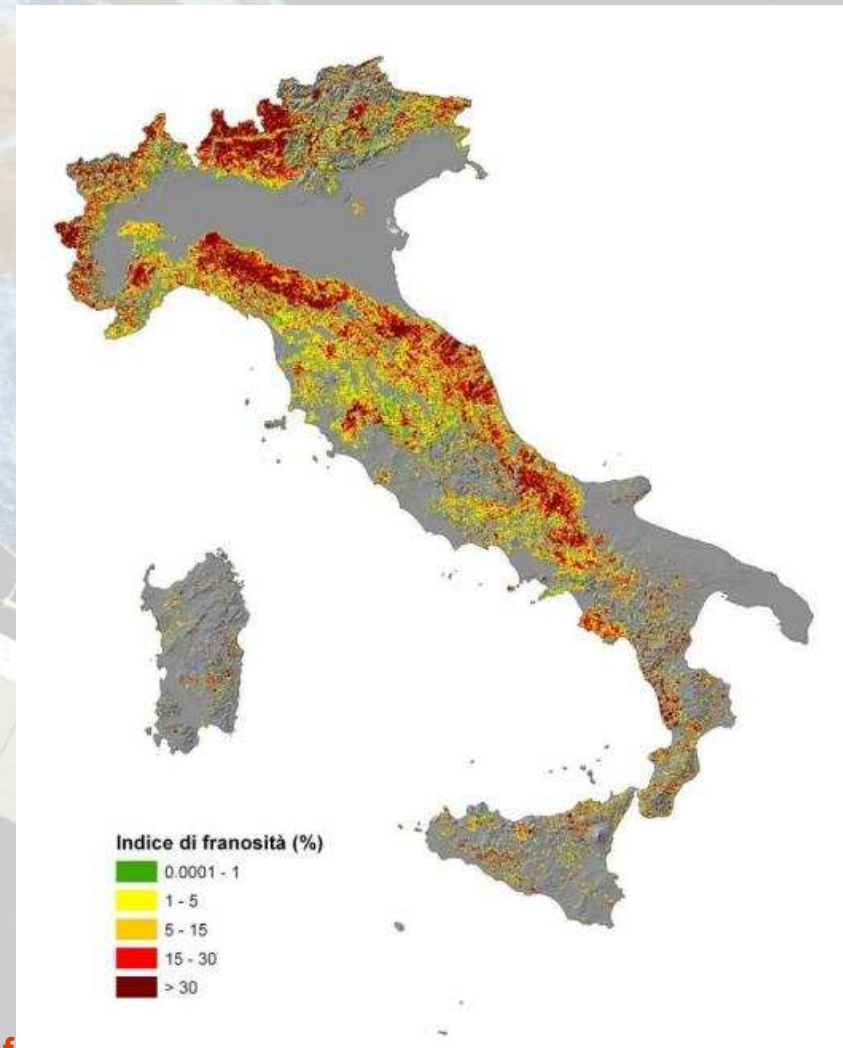 Indice di franosità (%)
0.0001 - 1
1 - 5
5 - 15
15 - 30
> 30
f